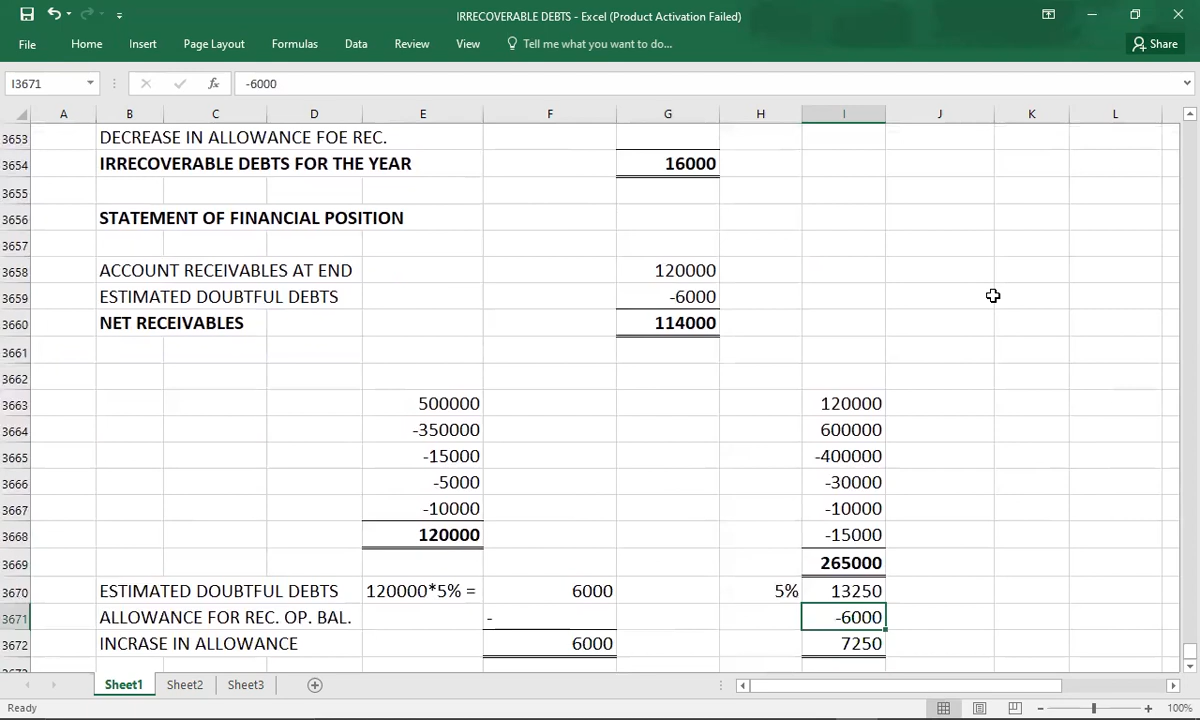 IRRECOVERABLE DEBTS - Excel (Product Activation Failed)
File Home Insert Page Layout Formulas Data Review View Tell me what you want to do... Share
I3671 fx -6000
A B C D E F G H I J K L
3653 DECREASE IN ALLOWANCE FOE REC.
3654 IRRECOVERABLE DEBTS FOR THE YEAR 16000
3655
3656 STATEMENT OF FINANCIAL POSITION
3657
3658 ACCOUNT RECEIVABLES AT END 120000
3659 ESTIMATED DOUBTFUL DEBTS -6000
3660 NET RECEIVABLES 114000
3661
3662
3663 500000 120000
3664 -350000 600000
3665 -15000 -400000
3666 -5000 -30000
3667 -10000 -10000
3668 120000 -15000
3669 265000
3670 ESTIMATED DOUBTFUL DEBTS 120000*5% = 6000 5% 13250
3671 ALLOWANCE FOR REC. OP. BAL. - -6000
3672 INCRASE IN ALLOWANCE 6000 7250
Sheet1 Sheet2 Sheet3
Ready 100%